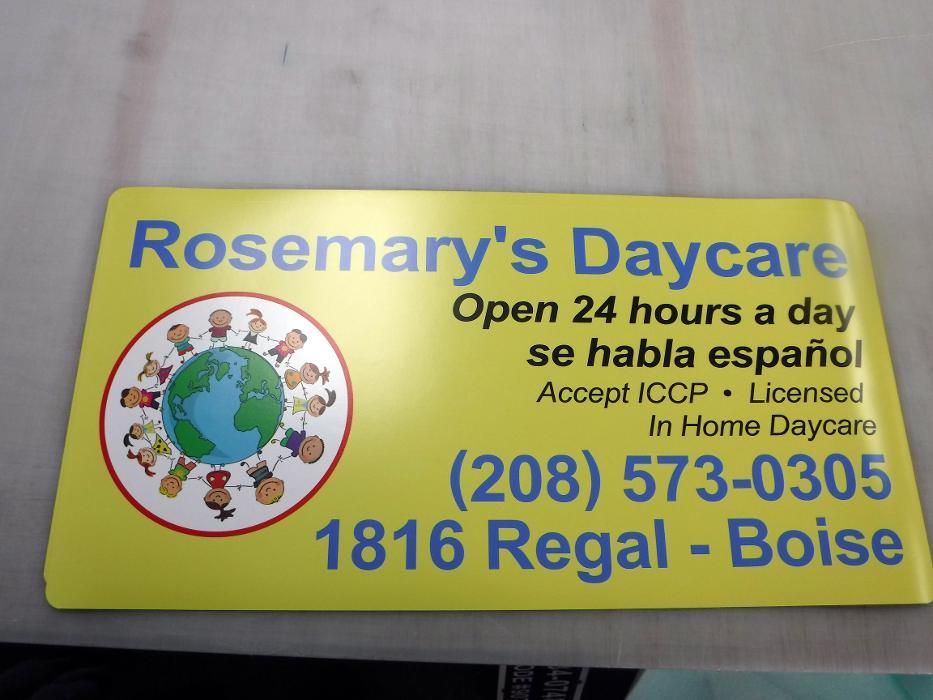 Rosemary's Daycare
Open 24 hours a day
se habla español
Accept ICCP • Licensed
In Home Daycare
(208) 573-0305
1816 Regal - Boise